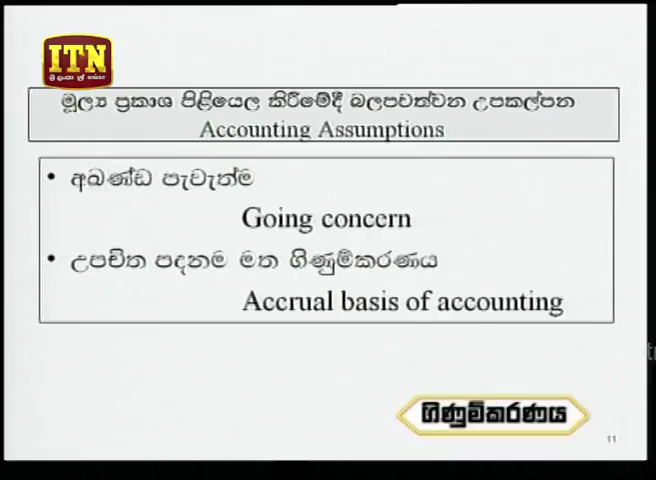 ITN
මූල්‍ය ප්‍රකාශ පිළියෙල කිරීමේදී බලපවත්වන උපකල්පන
Accounting Assumptions
• අඛණ්ඩ පැවැත්ම
Going concern
• උපචිත පදනම මත ගිණුම්කරණය
Accrual basis of accounting
ගිණුම්කරණය
11